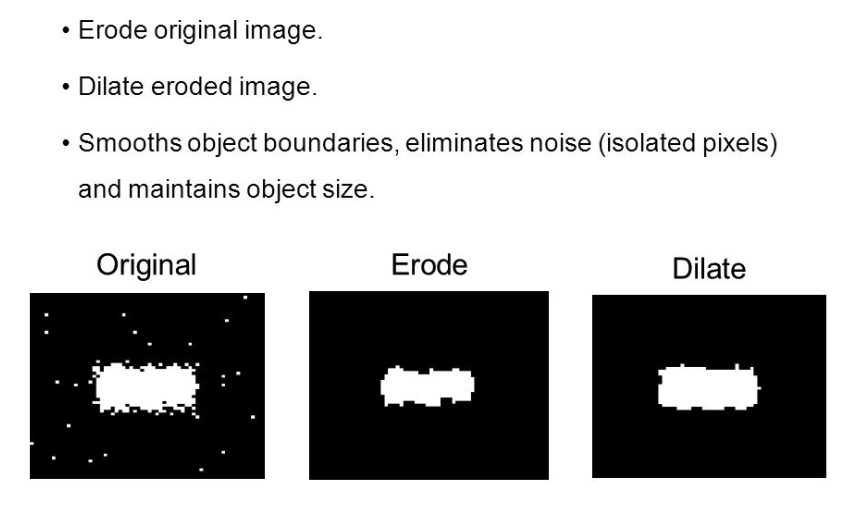 • Erode original image.
• Dilate eroded image.
• Smooths object boundaries, eliminates noise (isolated pixels)
and maintains object size.
Original
Erode
Dilate